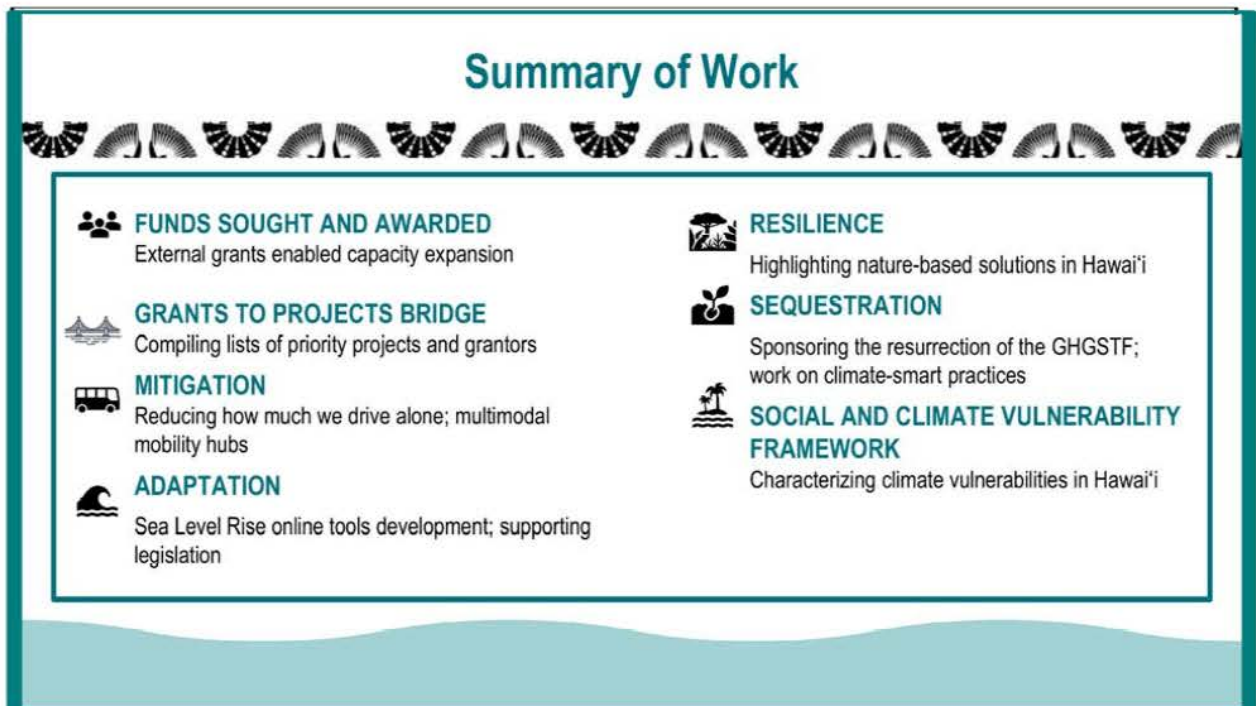 Summary of Work
FUNDS SOUGHT AND AWARDED
External grants enabled capacity expansion
GRANTS TO PROJECTS BRIDGE
Compiling lists of priority projects and grantors
MITIGATION
Reducing how much we drive alone; multimodal
mobility hubs
ADAPTATION
Sea Level Rise online tools development; supporting
legislation
RESILIENCE
Highlighting nature-based solutions in Hawaiʻi
SEQUESTRATION
Sponsoring the resurrection of the GHGSTF;
work on climate-smart practices
SOCIAL AND CLIMATE VULNERABILITY
FRAMEWORK
Characterizing climate vulnerabilities in Hawaiʻi